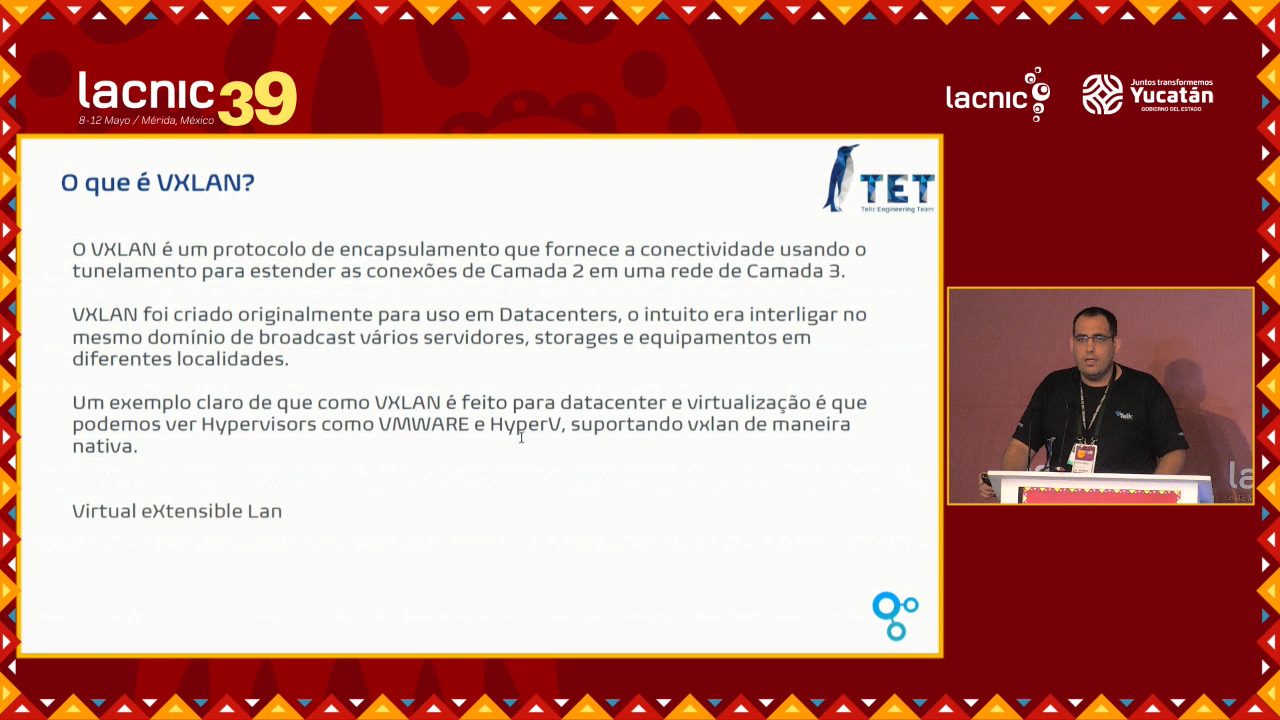 lacnic 39
8-12 Mayo / Mérida, México
lacnic
Juntos transformemos
Yucatán
GOBIERNO DEL ESTADO
O que é VXLAN?
TET
Telic Engineering Team
O VXLAN é um protocolo de encapsulamento que fornece a conectividade usando o
tunelamento para estender as conexões de Camada 2 em uma rede de Camada 3.
VXLAN foi criado originalmente para uso em Datacenters, o intuito era interligar no
mesmo domínio de broadcast vários servidores, storages e equipamentos em
diferentes localidades.
Um exemplo claro de que como VXLAN é feito para datacenter e virtualização é que
podemos ver Hypervisors como VMWARE e HyperV, suportando vxlan de maneira
nativa.
Virtual eXtensible Lan
Telic